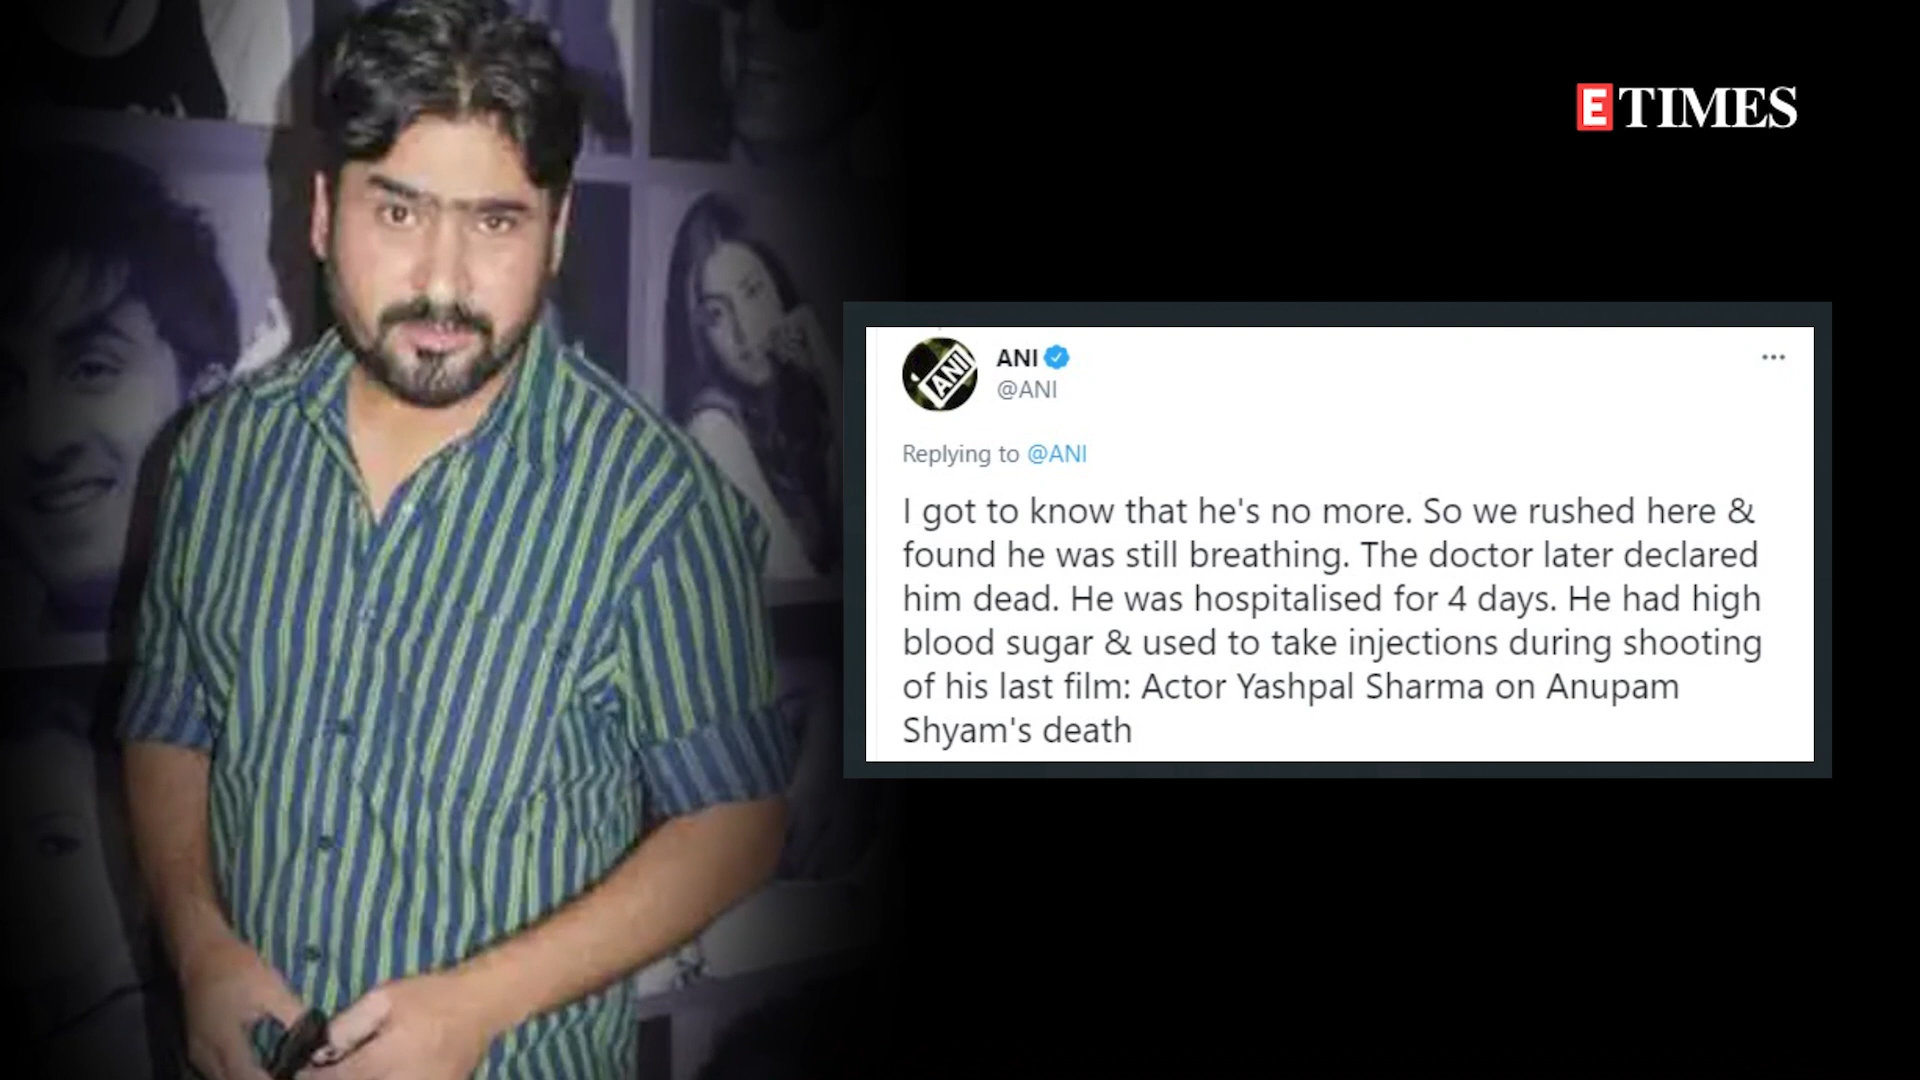 E TIMES
ANI
ANI
@ANI
Replying to @ANI
I got to know that he's no more. So we rushed here &
found he was still breathing. The doctor later declared
him dead. He was hospitalised for 4 days. He had high
blood sugar & used to take injections during shooting
of his last film: Actor Yashpal Sharma on Anupam
Shyam's death